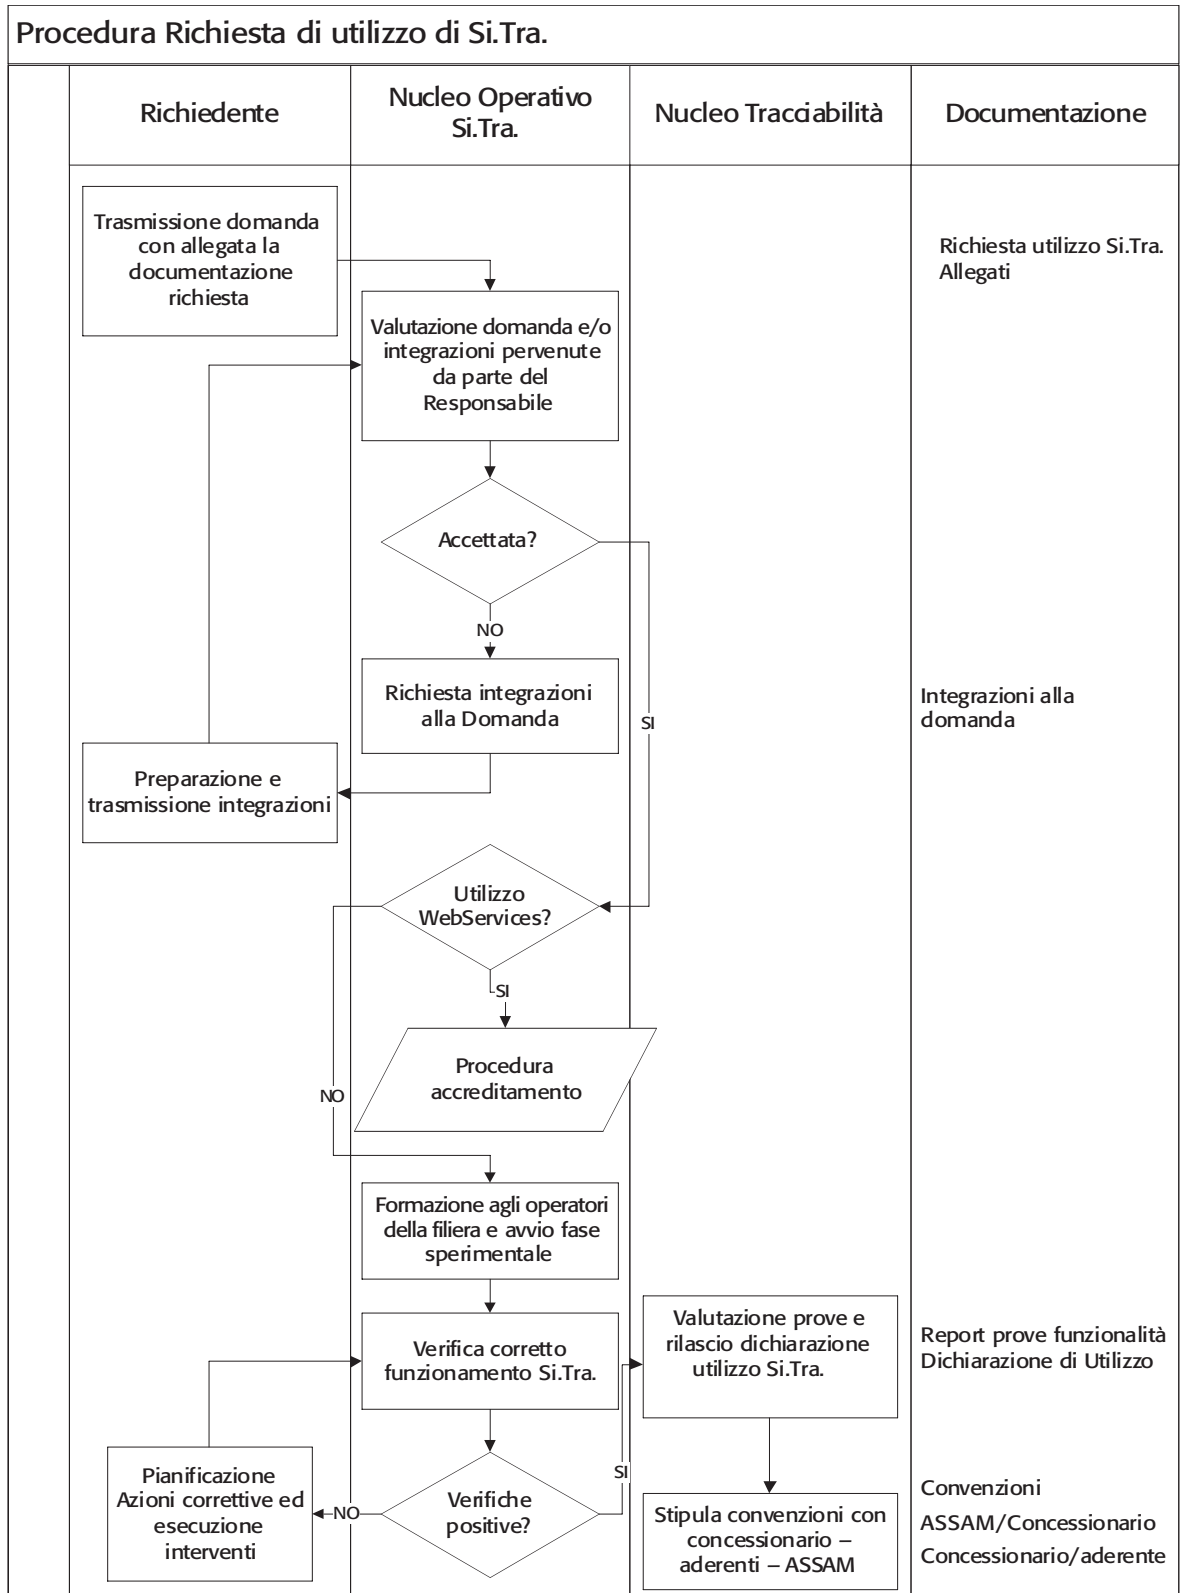 Procedura Richiesta di utilizzo di Si.Tra.
Richiedente
Nucleo Operativo
Si.Tra.
Nucleo Tracciabilità
Documentazione
Trasmissione domanda
con allegata la
documentazione
richiesta
Richiesta utilizzo Si.Tra.
Allegati
Valutazione domanda e/o
integrazioni pervenute
da parte del
Responsabile
Accettata?
NO
SI
Richiesta integrazioni
alla Domanda
Integrazioni alla
domanda
Preparazione e
trasmissione integrazioni
Utilizzo
WebServices?
SI
NO
Procedura
accreditamento
Formazione agli operatori
della filiera e avvio fase
sperimentale
Verifica corretto
funzionamento Si.Tra.
Valutazione prove e
rilascio dichiarazione
utilizzo Si.Tra.
Report prove funzionalità
Dichiarazione di Utilizzo
Pianificazione
Azioni correttive ed
esecuzione
interventi
NO
Verifiche
positive?
SI
Stipula convenzioni con
concessionario –
aderenti – ASSAM
Convenzioni
ASSAM/Concessionario
Concessionario/aderente